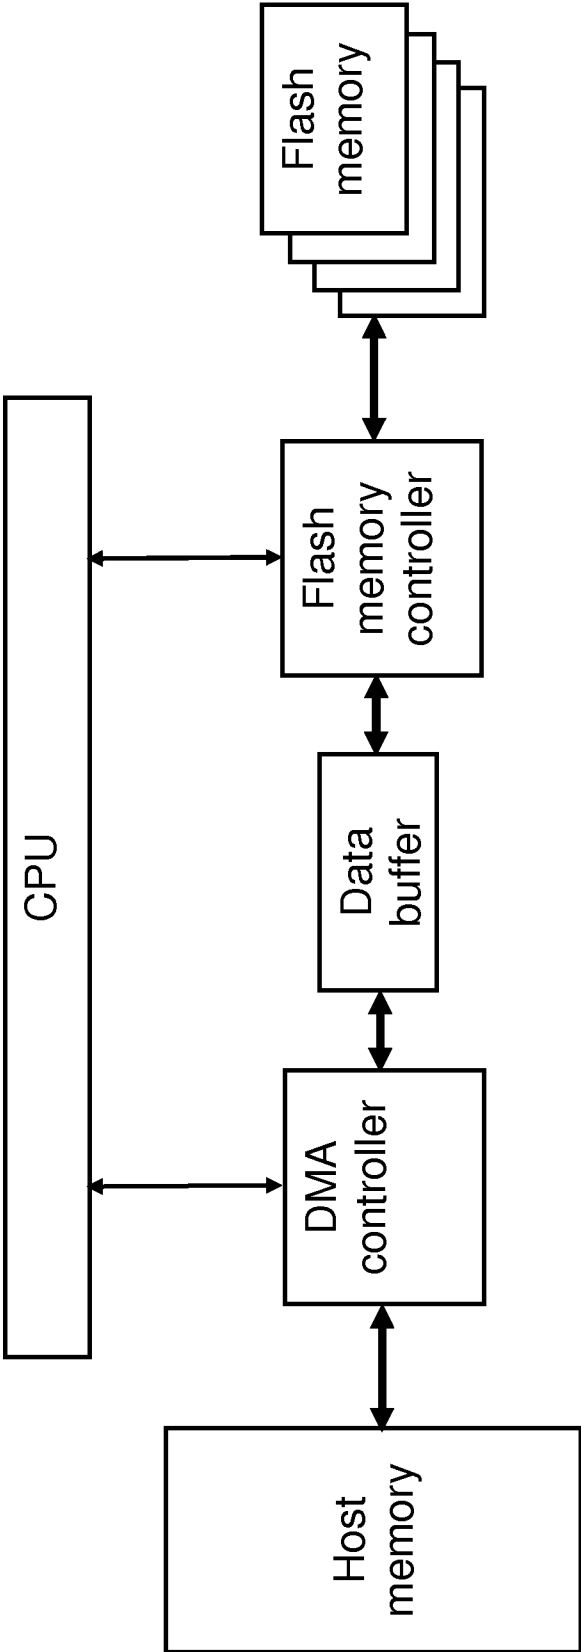 CPU
Host
memory
DMA
controller
Data
buffer
Flash
memory
controller
Flash
memory